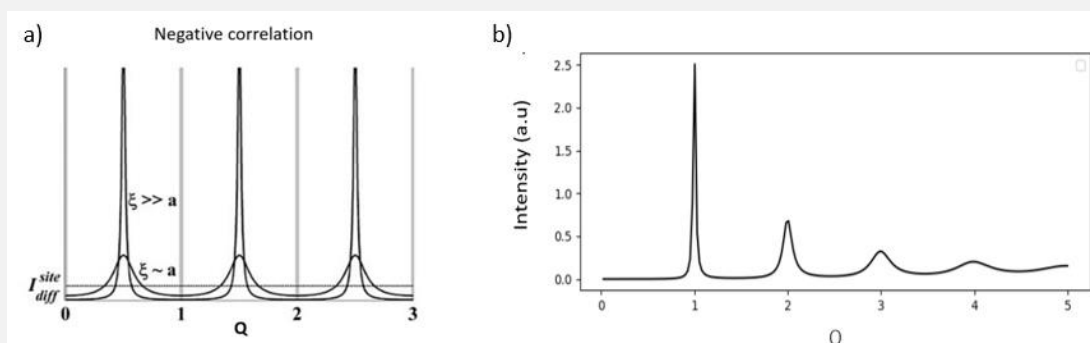 a)
Negative correlation
ξ >> a
ξ ~ a
I site diff
0 1 2 3
Q
b)
Intensity (a.u)
2.5
2.0
1.5
1.0
0.5
0.0
0 1 2 3 4 5